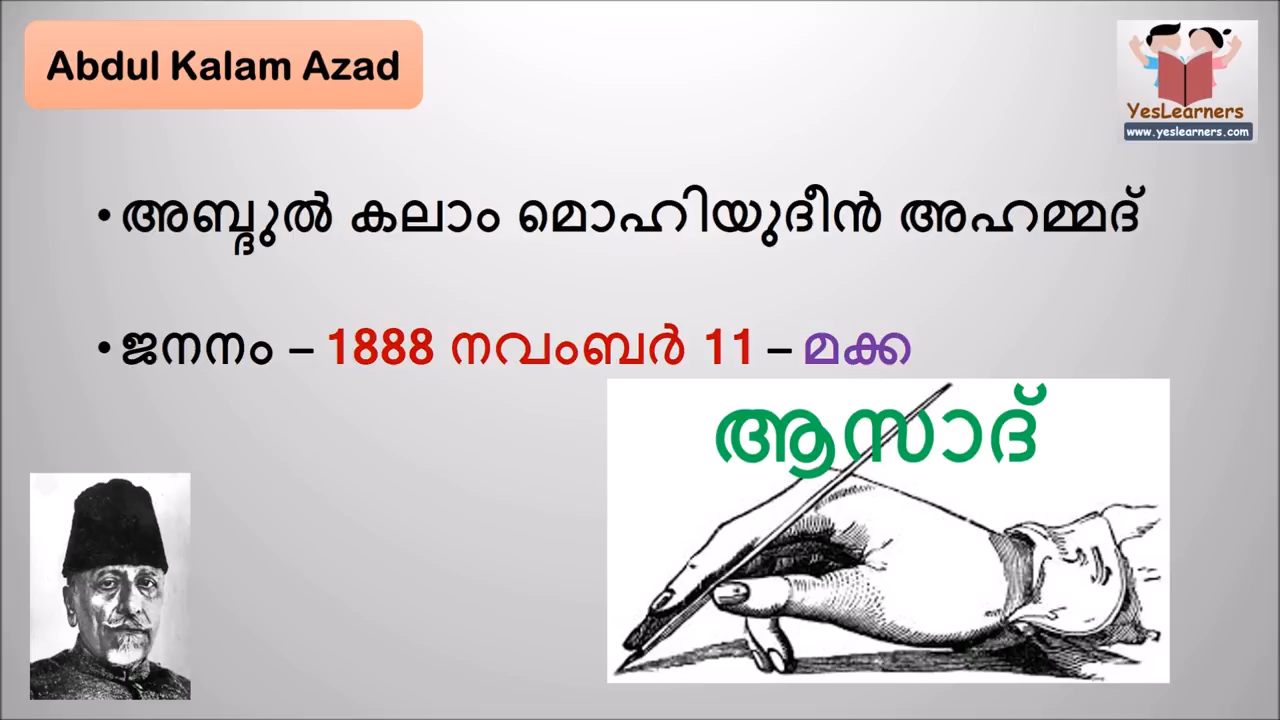 Abdul Kalam Azad
YesLearners
www.yeslearners.com
• അബ്ദുൽ കലാം മൊഹിയുദീൻ അഹമ്മദ്
• ജനനം – 1888 നവംബർ 11 – മക്ക
ആസാദ്